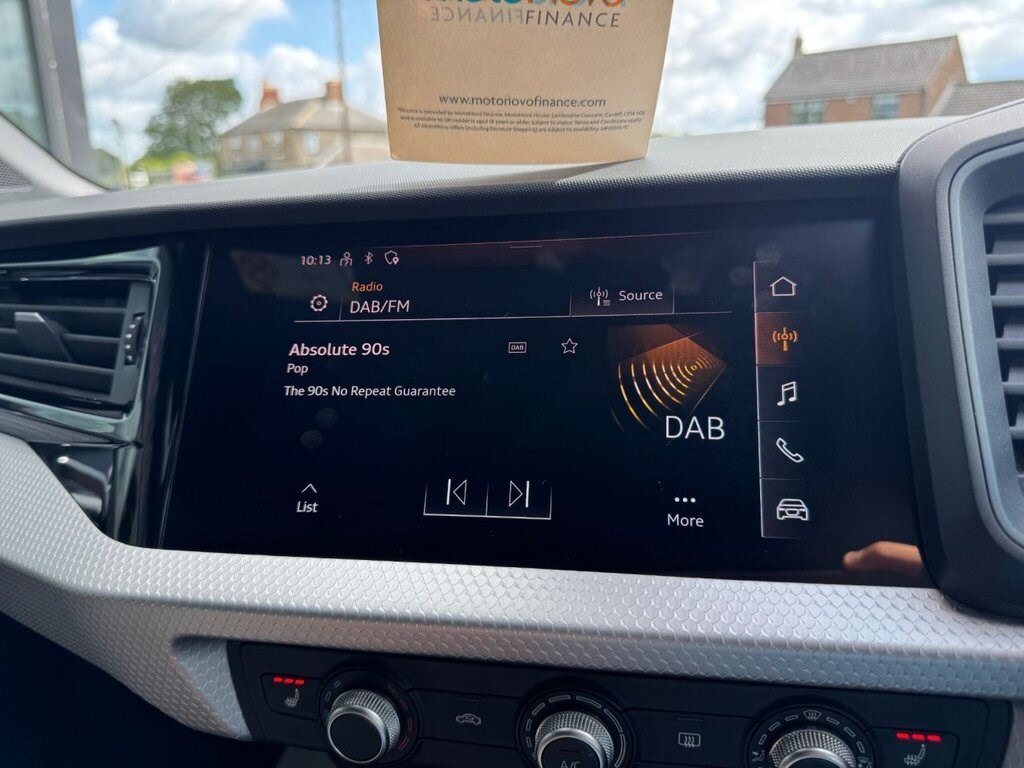 FINANCE
www.motonovofinance.com
10:13
Radio
DAB/FM
Source
Absolute 90s
DAB
Pop
The 90s No Repeat Guarantee
DAB
List
More
A/C